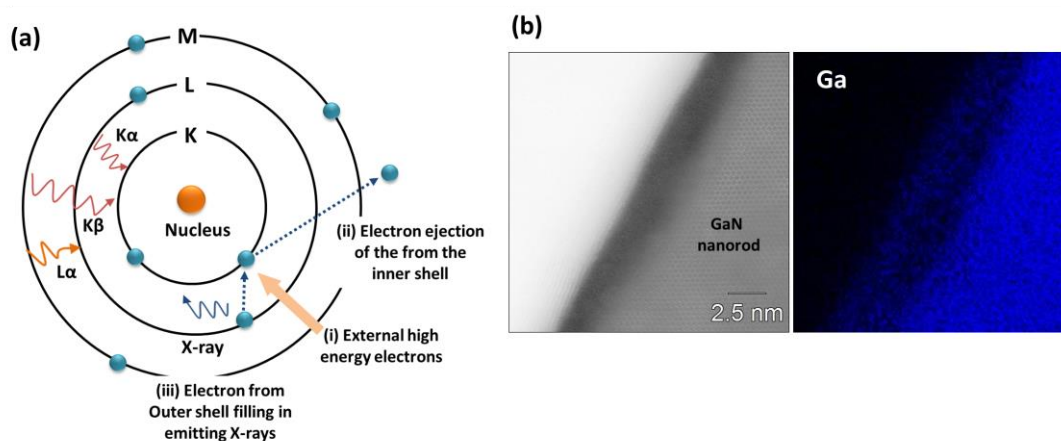 (a)
M
L
K
Kα
Kβ
Lα
Nucleus
(ii) Electron ejection
of the from the
inner shell
X-ray
(i) External high
energy electrons
(iii) Electron from
Outer shell filling in
emitting X-rays
(b)
GaN
nanorod
2.5 nm
Ga